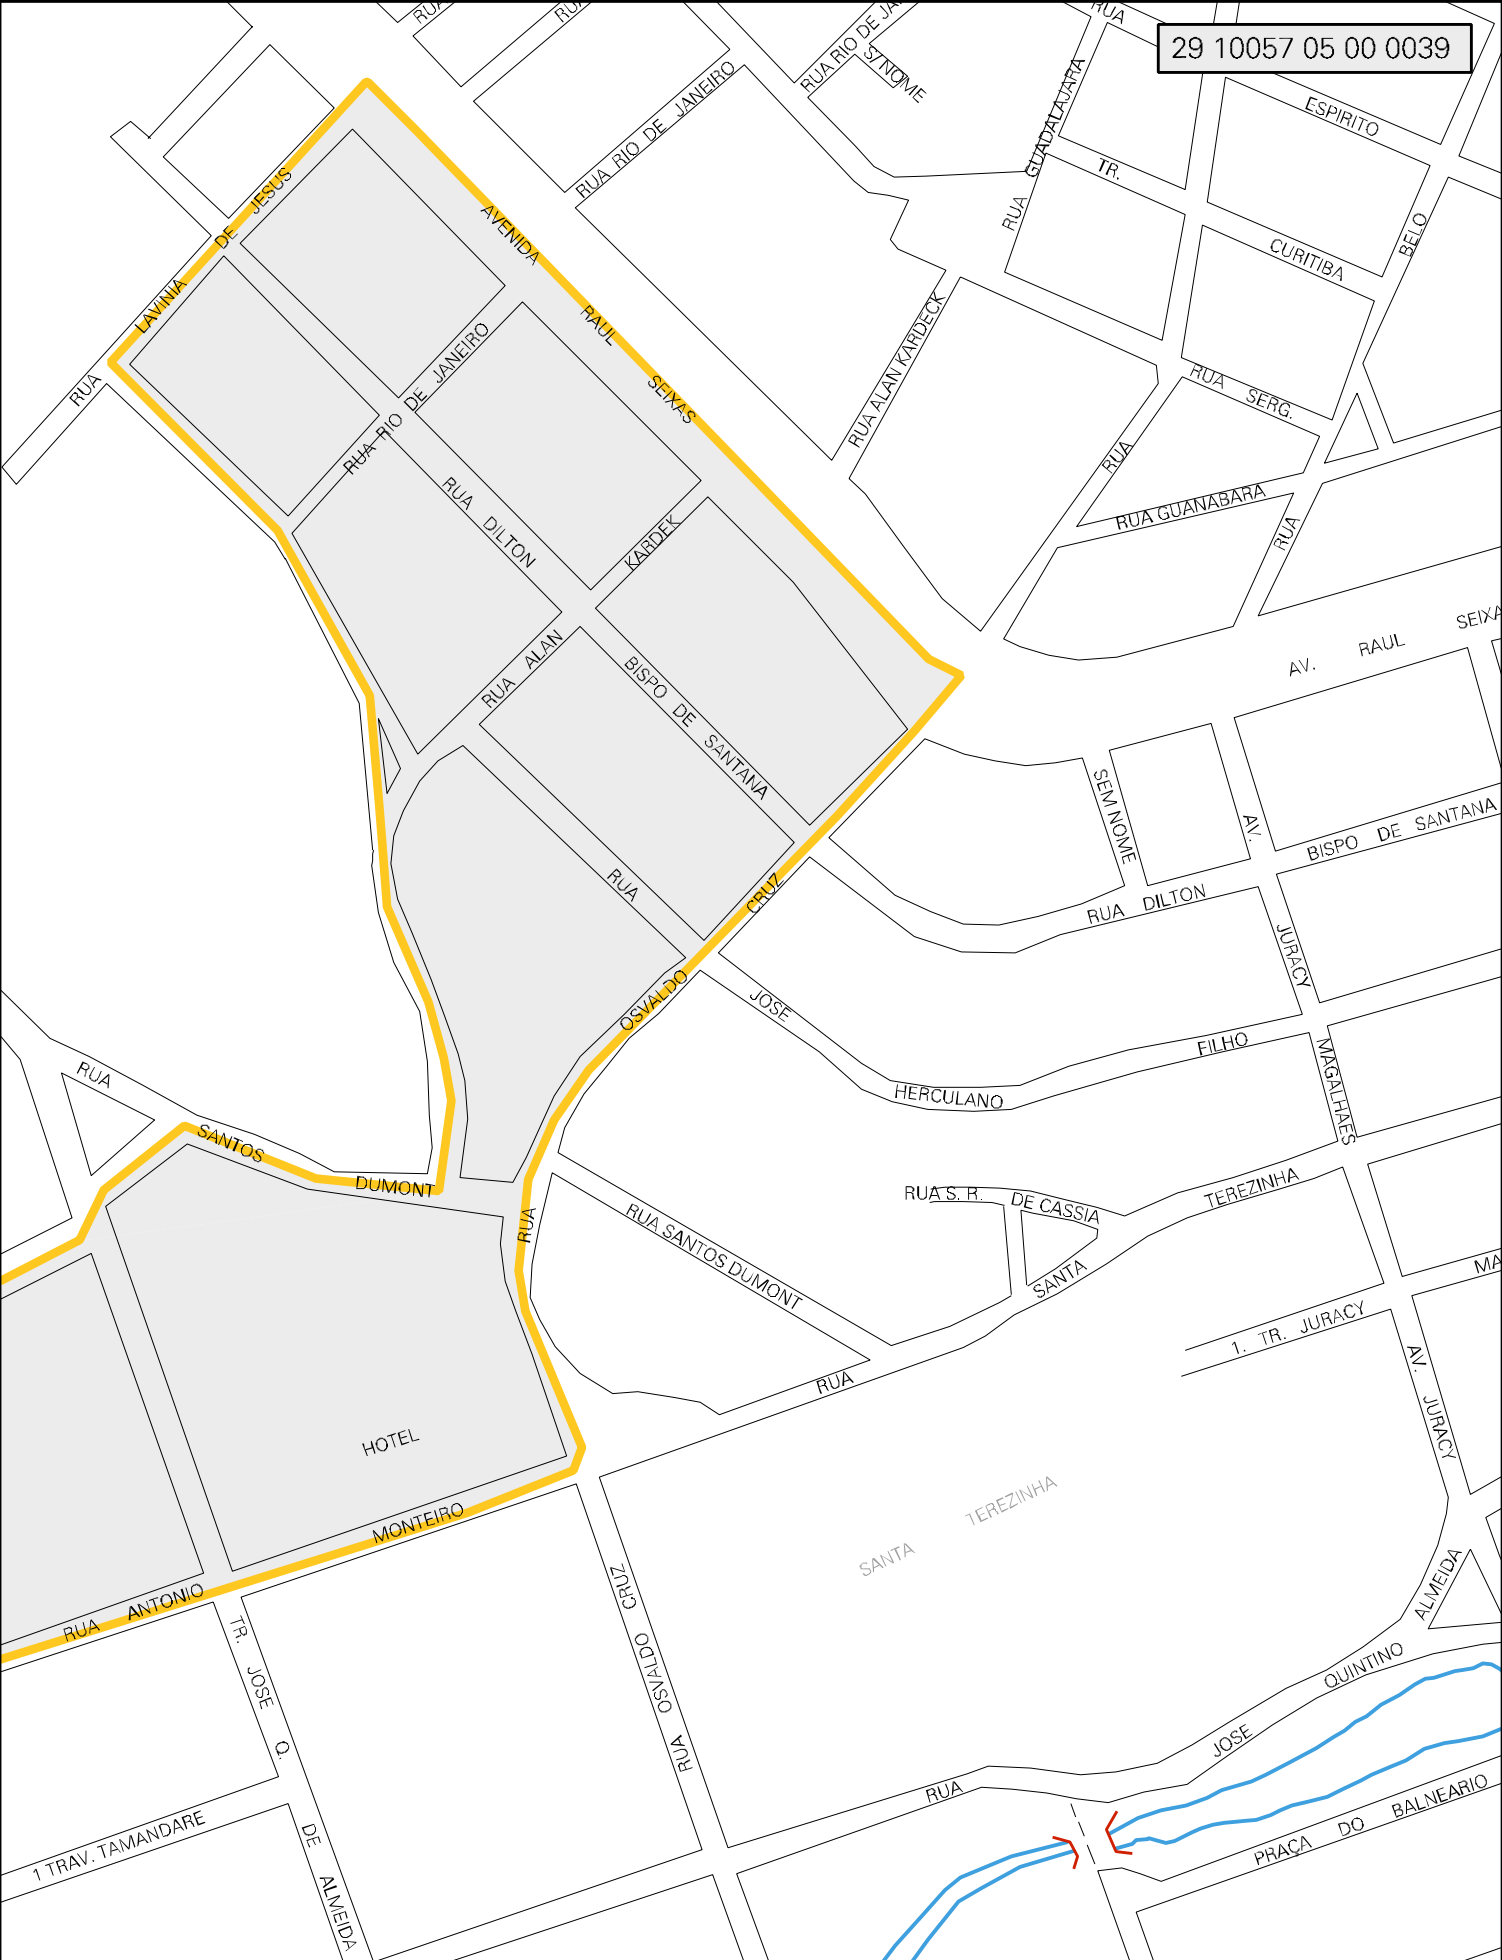 RUA
RUA
RUA RIO DE JA
S/ NOME
RUA
29 10057 05 00 0039
ESPIRITO
RUA RIO DE JANEIRO
RUA GUADALAJARA
TR.
CURITIBA
BELO
RUA LAVINIA DE JESUS
AVENIDA RAUL SEIXAS
RUA RIO DE JANEIRO
RUA ALAN KARDECK
RUA SERG.
RUA
RUA GUANABARA
RUA
RUA DILTON BISPO DE SANTANA
RUA ALAN KARDEK
AV. RAUL SEIXA
SEM NOME
AV. JURACY MAGALHAES
BISPO DE SANTANA
RUA DILTON
RUA
JOSE HERCULANO FILHO
RUA OSVALDO CRUZ
RUA SANTOS DUMONT
RUA SANTOS DUMONT
RUA S. R. DE CASSIA
RUA SANTA TEREZINHA
MA
1. TR. JURACY
AV. JURACY
HOTEL
SANTA TEREZINHA
RUA ANTONIO MONTEIRO
RUA OSVALDO CRUZ
TR. JOSE Q. DE ALMEIDA
ALMEIDA
RUA JOSE QUINTINO
1 TRAV. TAMANDARE
PRAÇA DO BALNEARIO